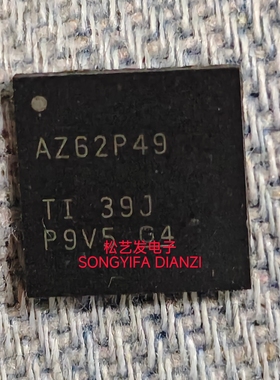 AZ62P49
TI 39J
P9V5 G4
松艺发电子
SONGYIFA DIANZI